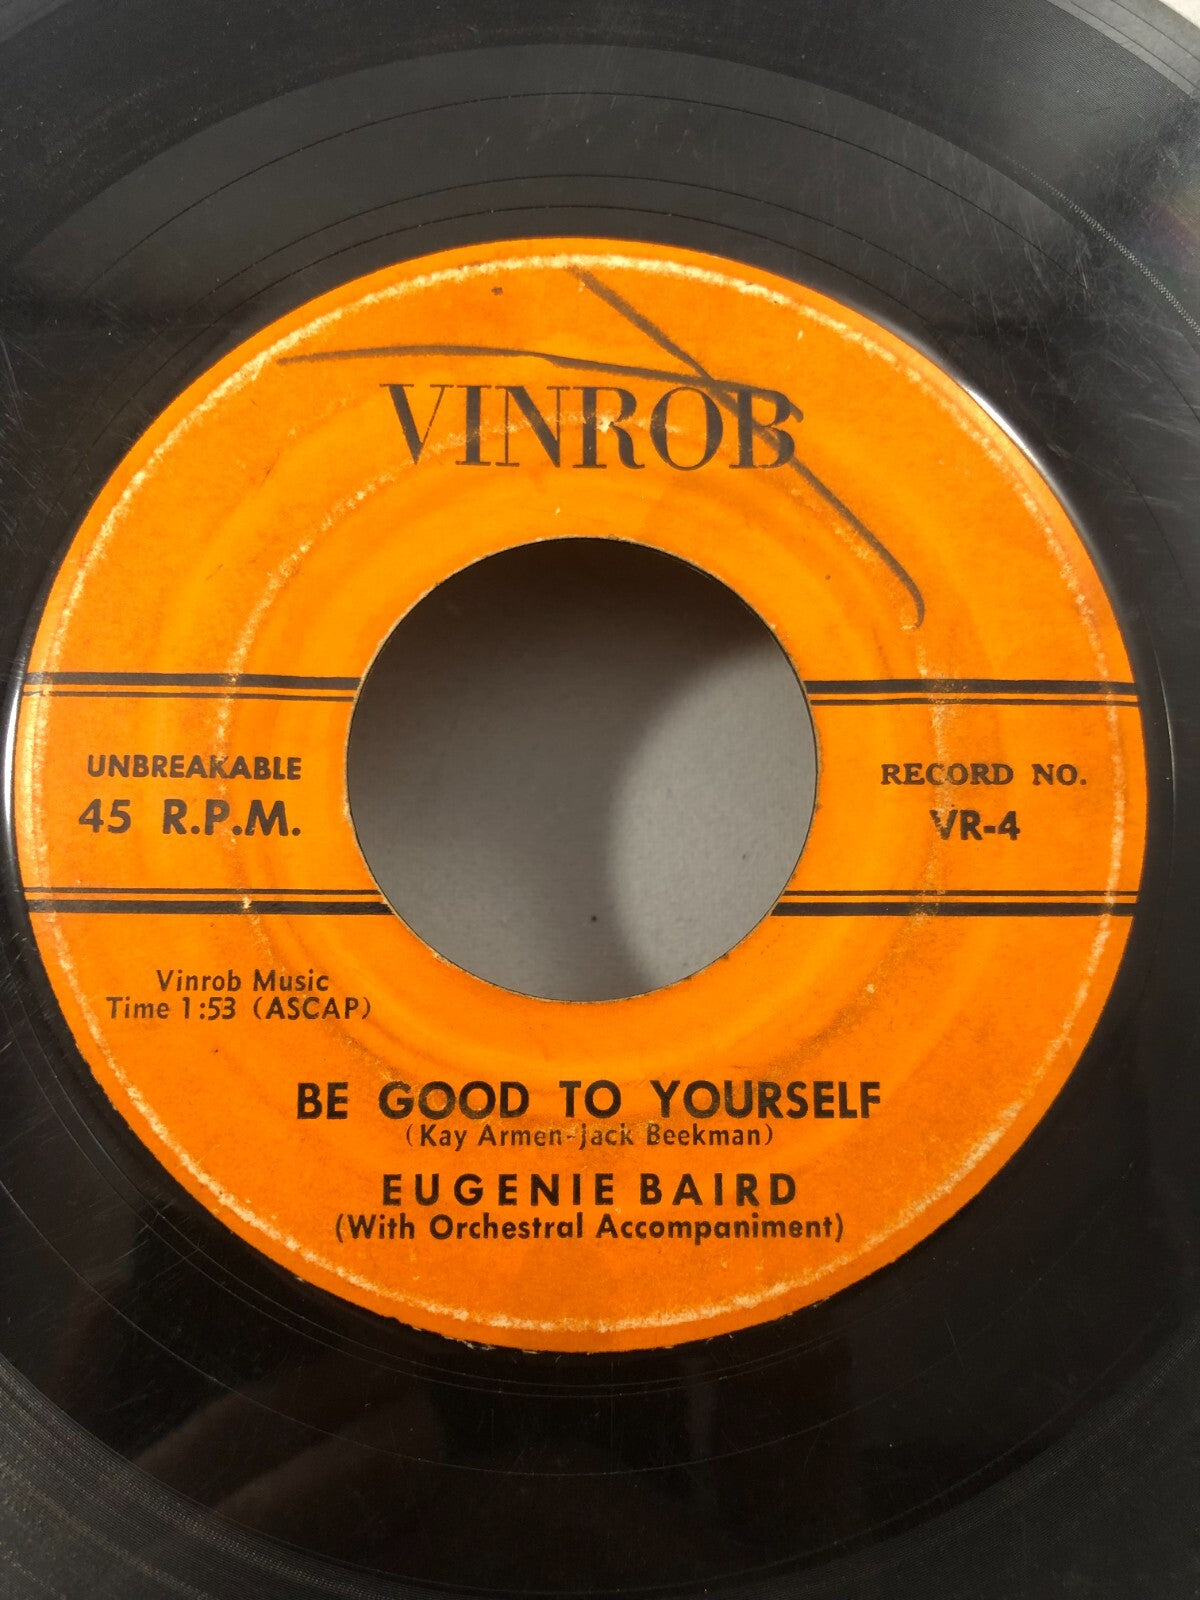 VINROB
UNBREAKABLE
45 R.P.M.
RECORD NO.
VR-4
Vinrob Music
Time 1:53 (ASCAP)
BE GOOD TO YOURSELF
(Kay Armen-Jack Beekman)
EUGENIE BAIRD
(With Orchestral Accompaniment)